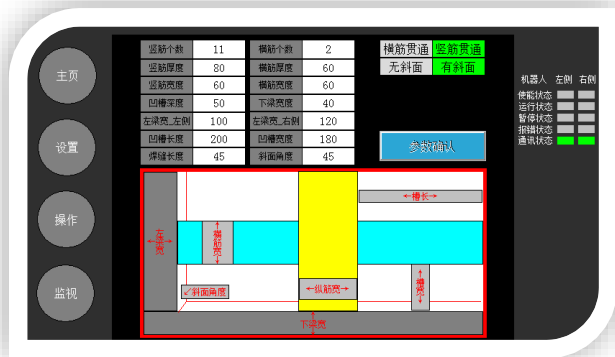 主页
设置
操作
监视
竖筋个数 11 横筋个数 2
竖筋厚度 80 横筋厚度 60
竖筋宽度 60 横筋宽度 60
凹槽深度 50 下梁宽度 40
左梁宽_左侧 100 左梁宽_右侧 120
凹槽长度 200 凹槽宽度 180
焊缝长度 45 斜面角度 45
横筋贯通 竖筋贯通
无斜面 有斜面
参数确认
机器人 左侧 右侧
使能状态
运行状态
暂停状态
报错状态
通讯状态
←槽长→
左梁宽
横筋宽
槽宽
斜面角度
←纵筋宽→
下梁宽